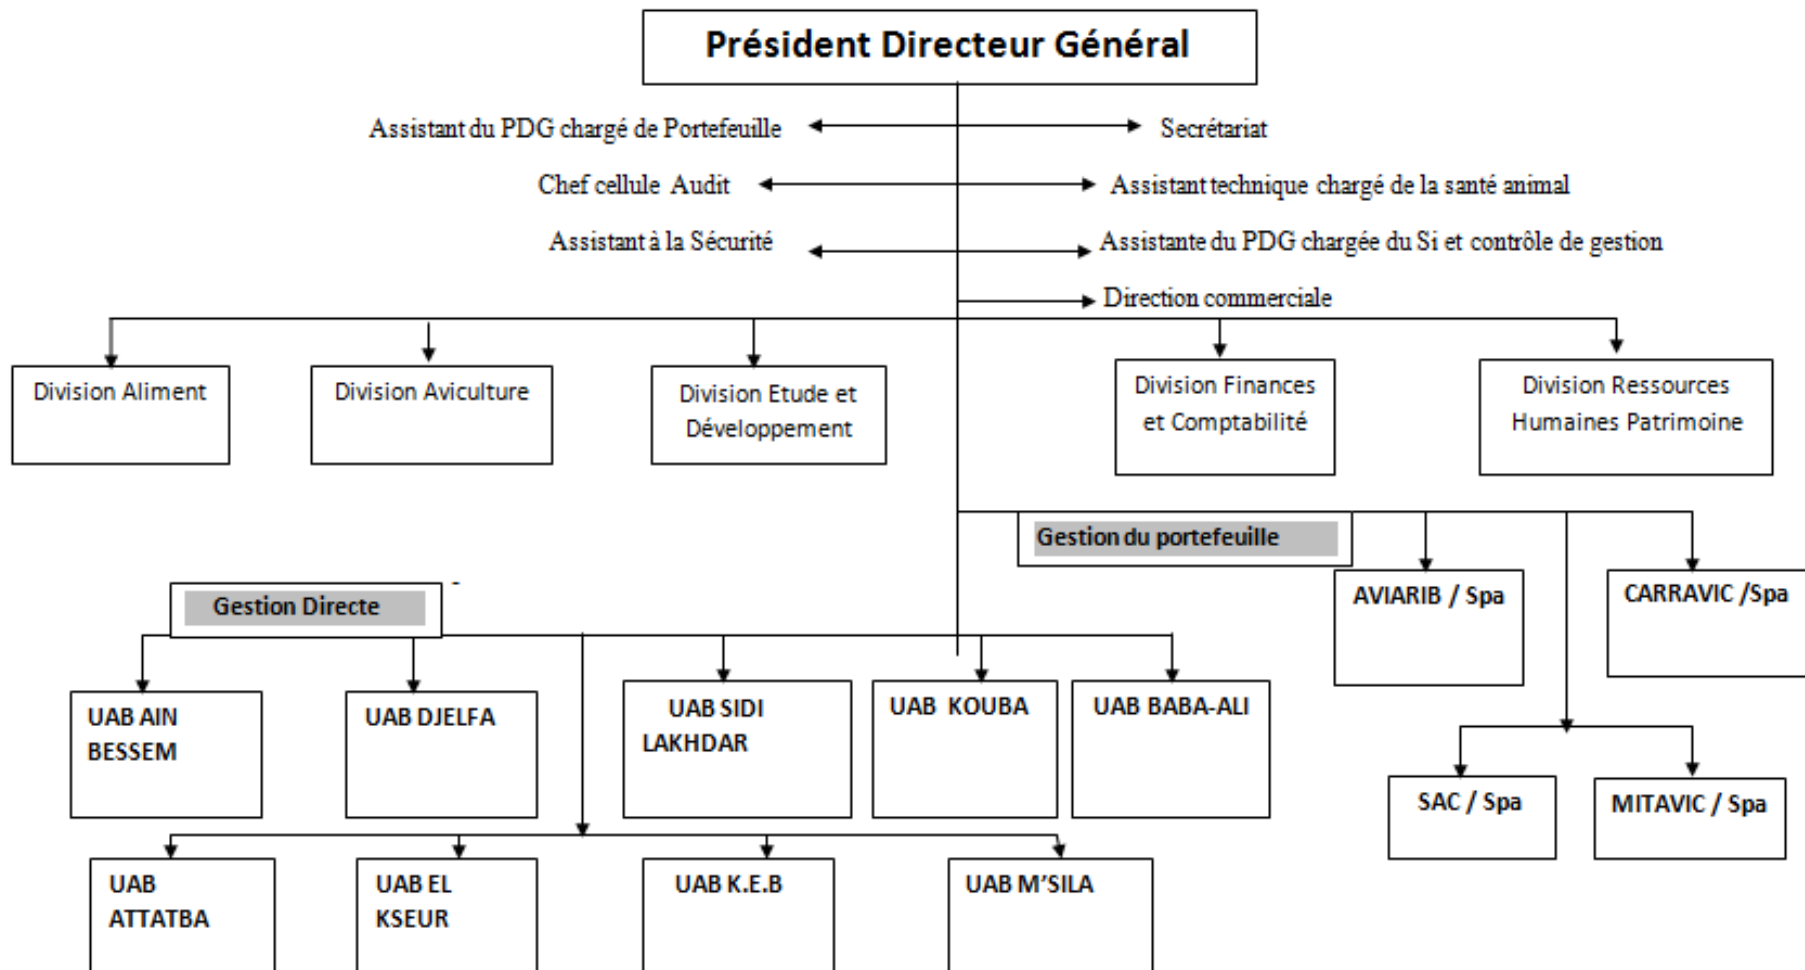 Président Directeur Général
Assistant du PDG chargé de Portefeuille
Secrétariat
Chef cellule Audit
Assistant technique chargé de la santé animal
Assistant à la Sécurité
Assistante du PDG chargée du Si et contrôle de gestion
Direction commerciale
Division Aliment
Division Aviculture
Division Etude et
Développement
Division Finances
et Comptabilité
Division Ressources
Humaines Patrimoine
Gestion du portefeuille
AVIARIB / Spa
CARRAVIC /Spa
SAC / Spa
MITAVIC / Spa
Gestion Directe
UAB AIN
BESSEM
UAB DJELFA
UAB SIDI
LAKHDAR
UAB KOUBA
UAB BABA-ALI
UAB
ATTATBA
UAB EL
KSEUR
UAB K.E.B
UAB M’SILA